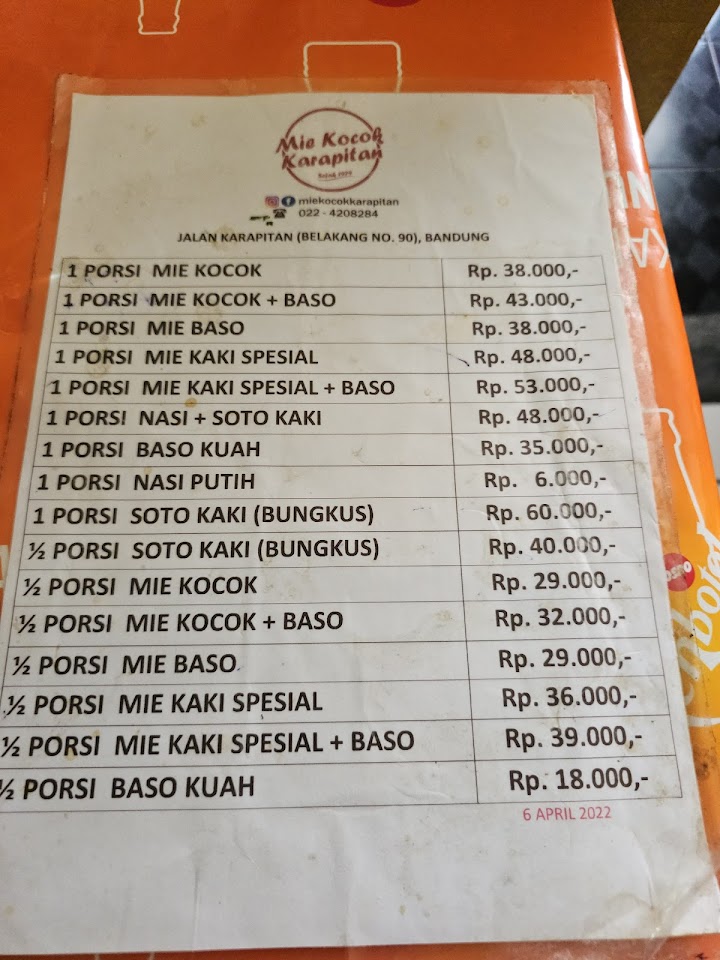 Mie Kocok
Karapitan
miekocokkarapitan
022 - 4208284
JALAN KARAPITAN (BELAKANG NO. 90), BANDUNG
1 PORSI MIE KOCOK Rp. 38.000,-
1 PORSI MIE KOCOK + BASO Rp. 43.000,-
1 PORSI MIE BASO Rp. 38.000,-
1 PORSI MIE KAKI SPESIAL Rp. 48.000,-
1 PORSI MIE KAKI SPESIAL + BASO Rp. 53.000,-
1 PORSI NASI + SOTO KAKI Rp. 48.000,-
1 PORSI BASO KUAH Rp. 35.000,-
1 PORSI NASI PUTIH Rp. 6.000,-
1 PORSI SOTO KAKI (BUNGKUS) Rp. 60.000,-
½ PORSI SOTO KAKI (BUNGKUS) Rp. 40.000,-
½ PORSI MIE KOCOK Rp. 29.000,-
½ PORSI MIE KOCOK + BASO Rp. 32.000,-
½ PORSI MIE BASO Rp. 29.000,-
½ PORSI MIE KAKI SPESIAL Rp. 36.000,-
½ PORSI MIE KAKI SPESIAL + BASO Rp. 39.000,-
½ PORSI BASO KUAH Rp. 18.000,-
6 APRIL 2022